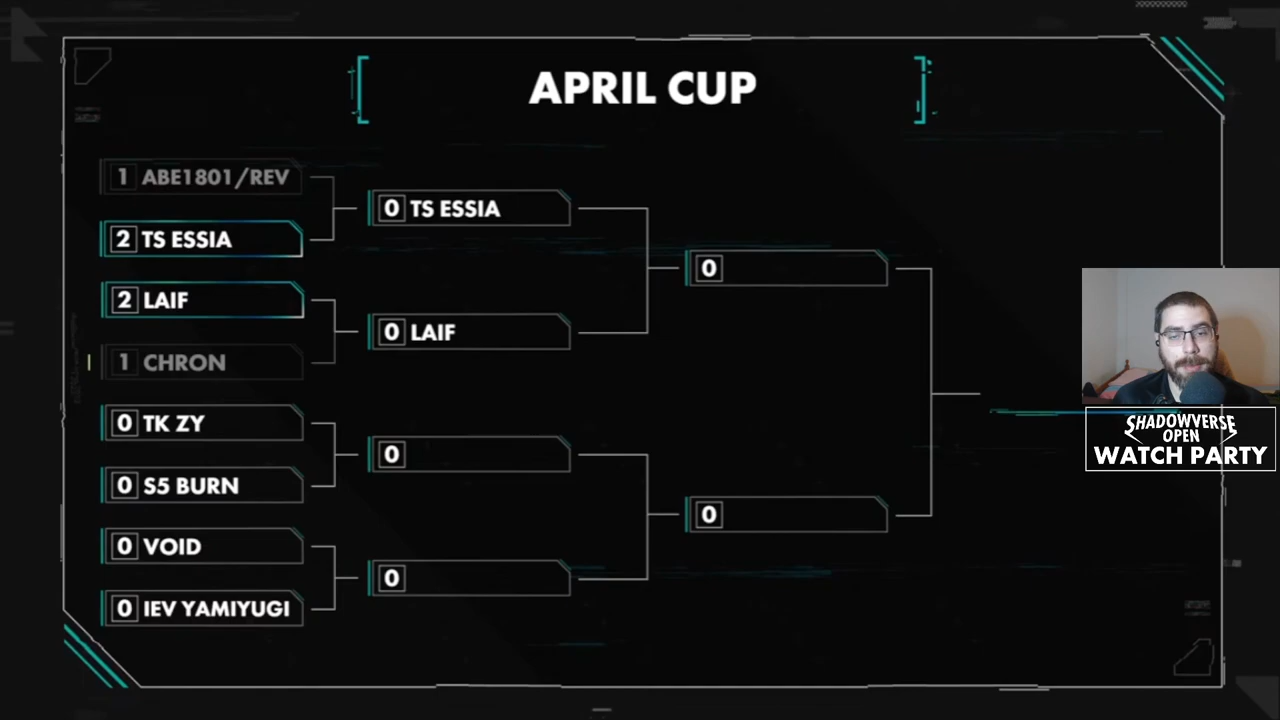 APRIL CUP
1 ABE1801/REV
2 TS ESSIA
2 LAIF
1 CHRON
0 TK ZY
0 S5 BURN
0 VOID
0 IEV YAMIYUGI
0 TS ESSIA
0 LAIF
0
0
0
0
SHADOWVERSE
OPEN
WATCH PARTY